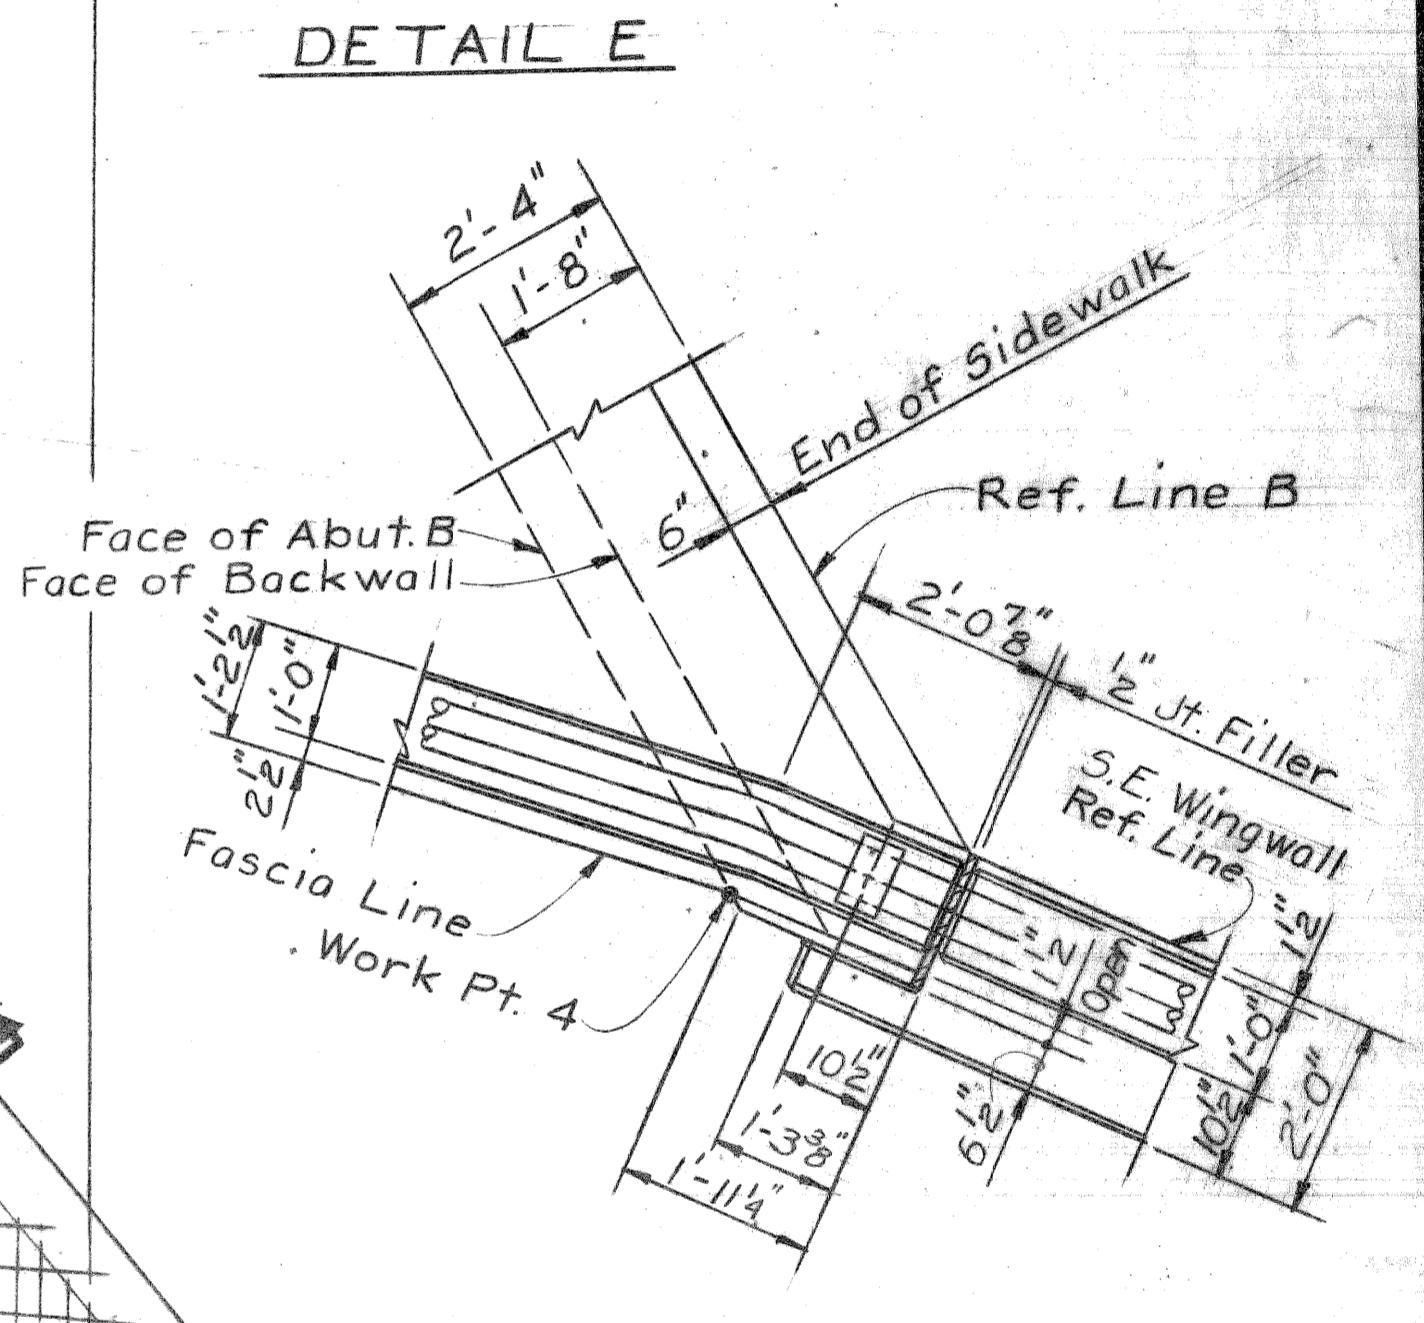 DETAIL E
2'-4"
1'-8"
End of Sidewalk
6"
Ref. Line B
Face of Abut. B
Face of Backwall
2'-0 7/8"
1/2" Jt. Filler
S.E. Wingwall
Ref. Line
1'-2 1/2"
1'-0"
2 1/2"
Fascia Line
Work Pt. 4
1 1/2"
Open
1 1/2"
1'-0"
10 1/2"
2'-0"
6 1/2"
10 1/2"
1'-3 3/8"
1'-11 1/4"